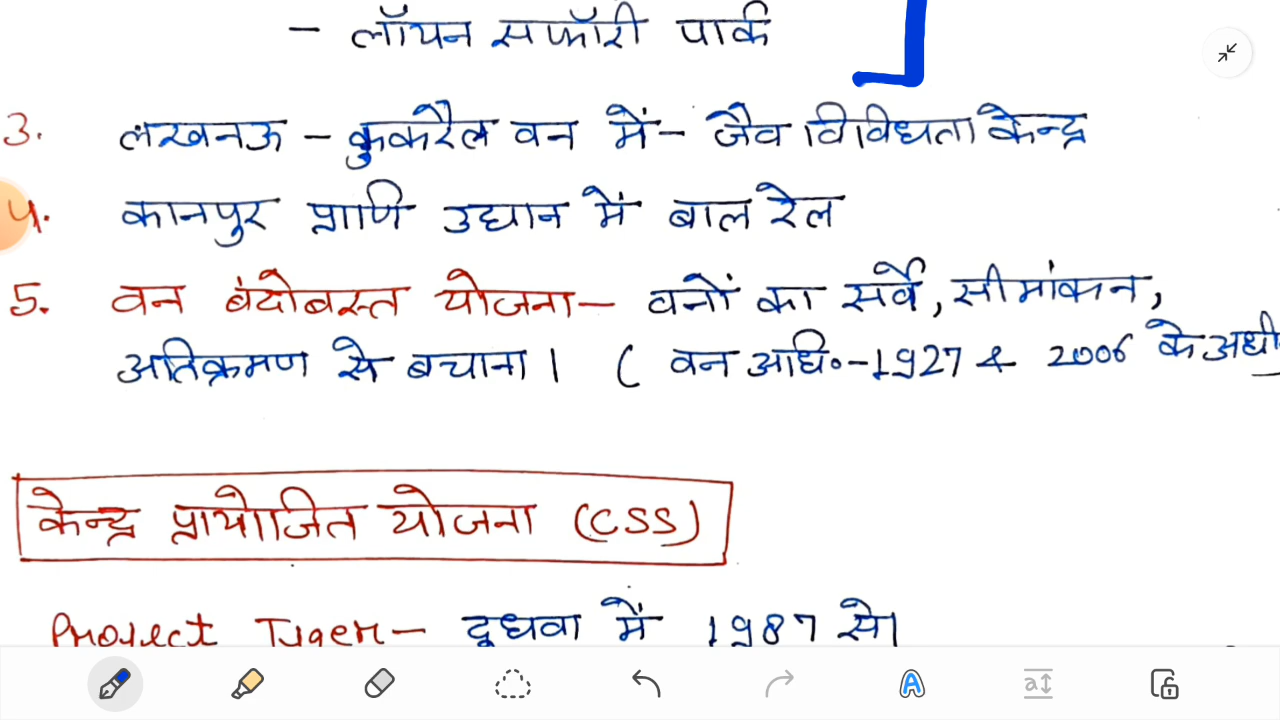 - लॉयन सफॉरी पार्क
3. लखनऊ - कुकरैल वन में - जैव विविधता केन्द्र
4. कानपुर प्राणि उद्यान में बाल रेल
5. वन बंदोबस्त योजना - वनों का सर्वे, सीमांकन,
अतिक्रमण से बचाना। ( वन अधि०-1927 & 2006 के अधी
केन्द्र प्रायोजित योजना (CSS)
Project Tiger - दूधवा में 1987 से।
A
a